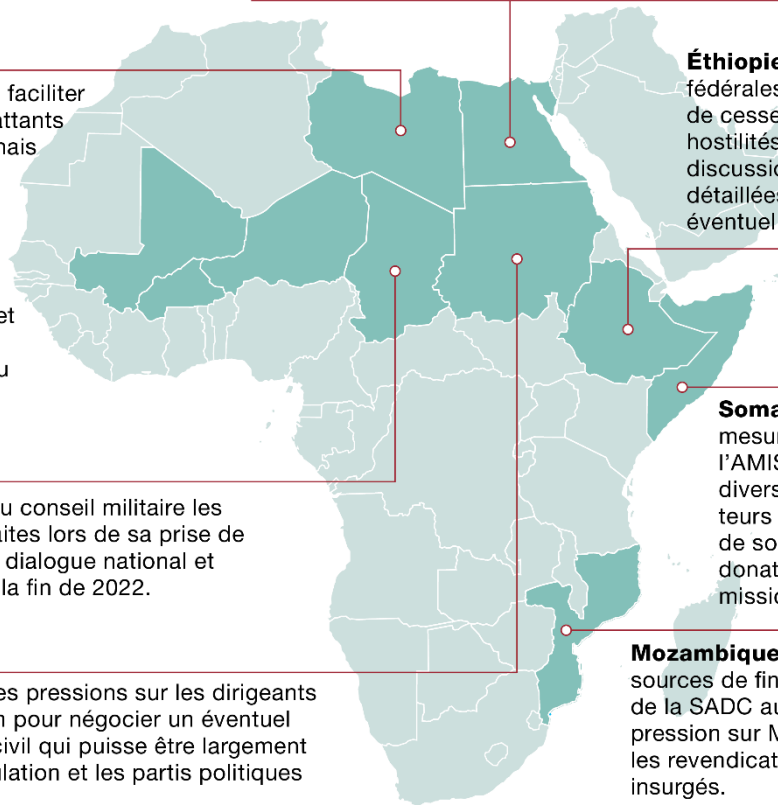 faciliter
attants
nais
et
u
u conseil militaire les
aites lors de sa prise de
dialogue national et
la fin de 2022.
es pressions sur les dirigeants
n pour négocier un éventuel
civil qui puisse être largement
ulation et les partis politiques
Éthiopie
fédérales
de cesse
hostilités
discussio
détaillées
éventuel
Soma
mesur
l’AMIS
divers
teurs
de so
donat
missio
Mozambique
sources de fin
de la SADC au
pression sur M
les revendicat
insurgés.